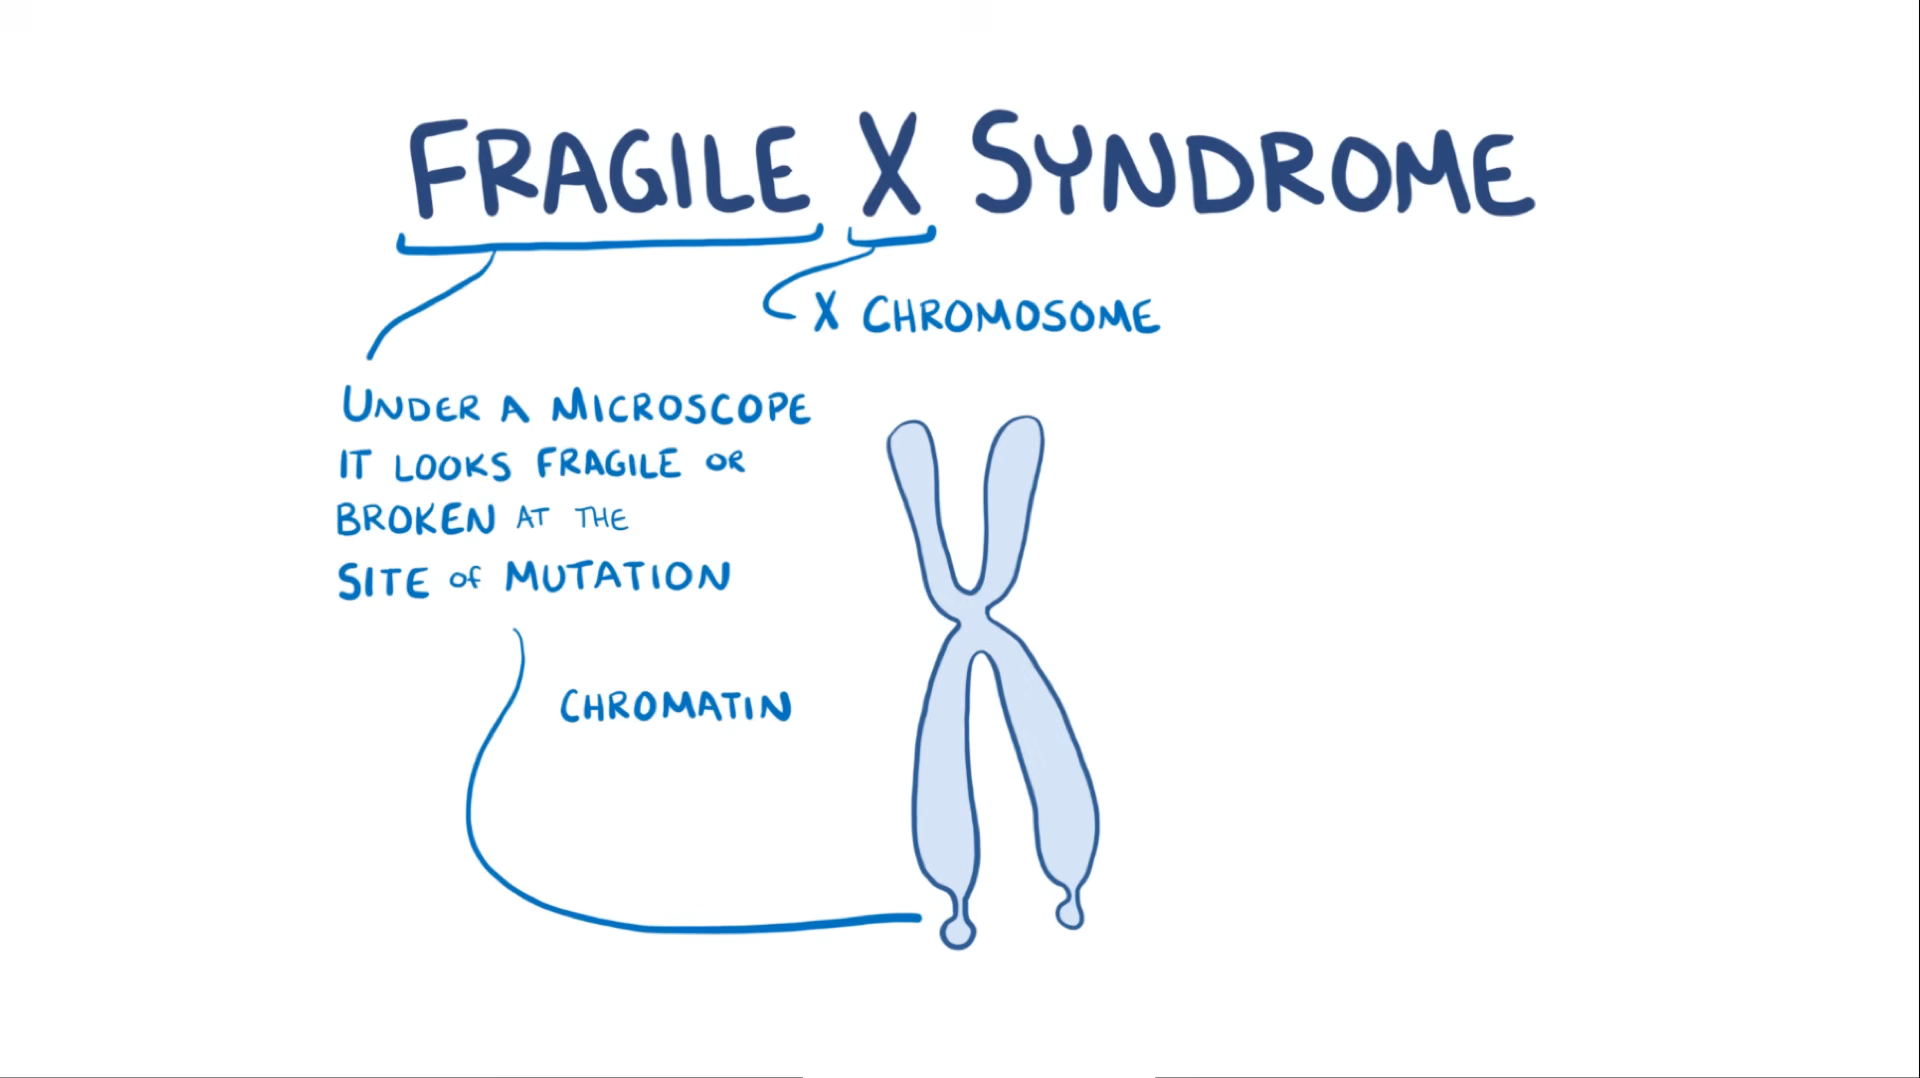 FRAGILE X SYNDROME
X CHROMOSOME
UNDER A MICROSCOPE
IT LOOKS FRAGILE OR
BROKEN AT THE
SITE of MUTATION
CHROMATIN